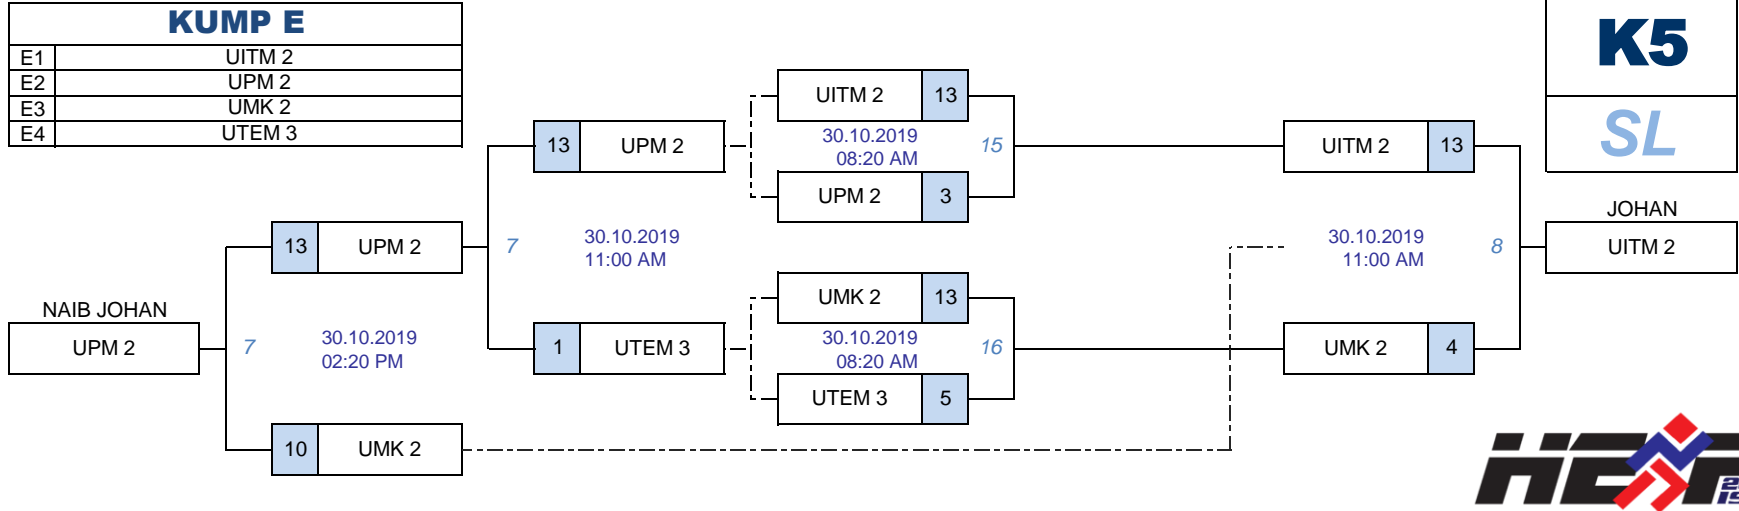 KUMP E
E1 UITM 2
E2 UPM 2
E3 UMK 2
E4 UTEM 3
K5
SL
UITM 2 13
30.10.2019
08:20 AM
15
UPM 2 3
13 UPM 2
UITM 2 13
JOHAN
UITM 2
13 UPM 2
7
30.10.2019
11:00 AM
30.10.2019
11:00 AM
8
NAIB JOHAN
UPM 2
7
30.10.2019
02:20 PM
1 UTEM 3
UMK 2 13
30.10.2019
08:20 AM
16
UTEM 3 5
UMK 2 4
10 UMK 2